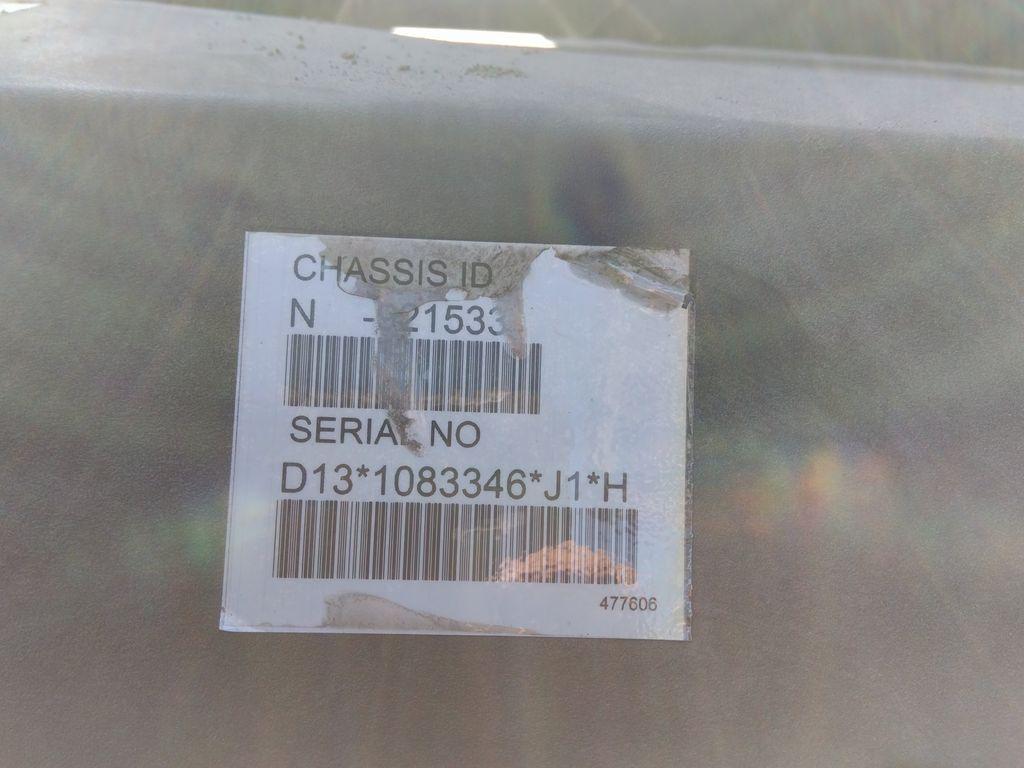 CHASSIS ID
N - 21533
SERIAL NO
D13*1083346*J1*H
477606